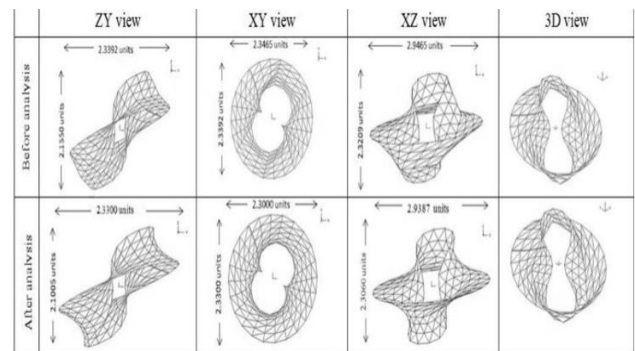 ZY view XY view XZ view 3D view
Before analysis
2.3392 units
2.1550 units
2.3465 units
2.3392 units
2.9465 units
2.3209 units
After analysis
2.3300 units
2.1005 units
2.3000 units
2.3300 units
2.9387 units
2.3000 units